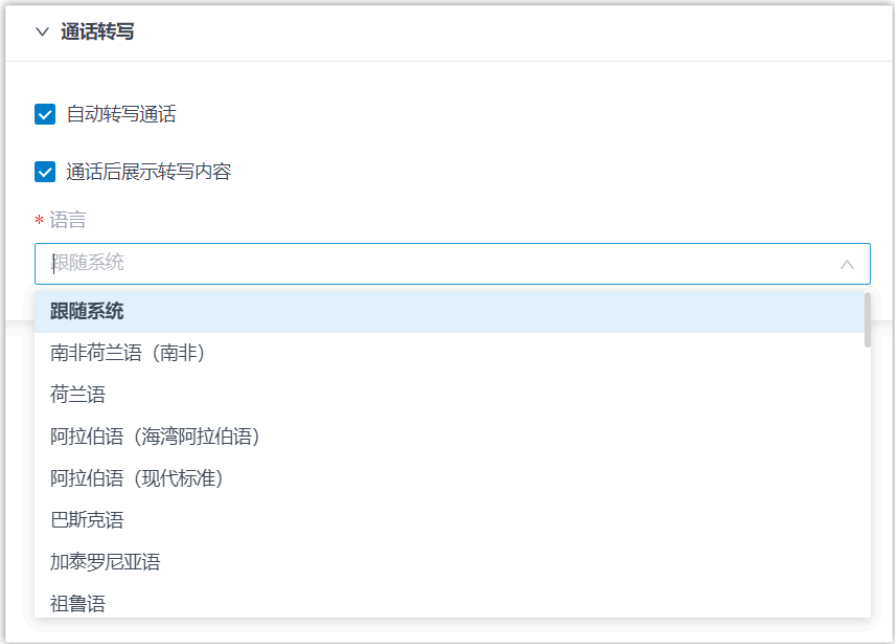 通话转写
自动转写通话
通话后展示转写内容
* 语言
跟随系统
跟随系统
南非荷兰语（南非）
荷兰语
阿拉伯语（海湾阿拉伯语）
阿拉伯语（现代标准）
巴斯克语
加泰罗尼亚语
祖鲁语